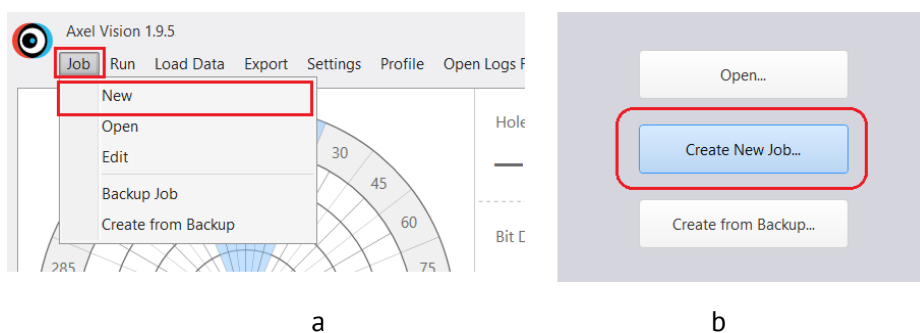 Axel Vision 1.9.5
Job Run Load Data Export Settings Profile Open Logs F
New
Open
Edit
Backup Job
Create from Backup
30
45
60
75
285
Hole
Bit D
Open...
Create New Job...
Create from Backup...
a
b